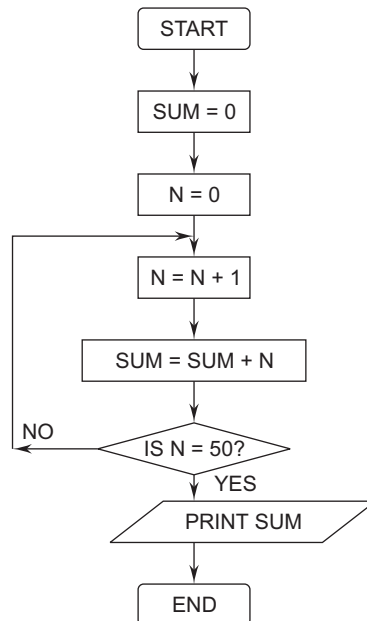 START
SUM = 0
N = 0
N = N + 1
SUM = SUM + N
NO
IS N = 50?
YES
PRINT SUM
END